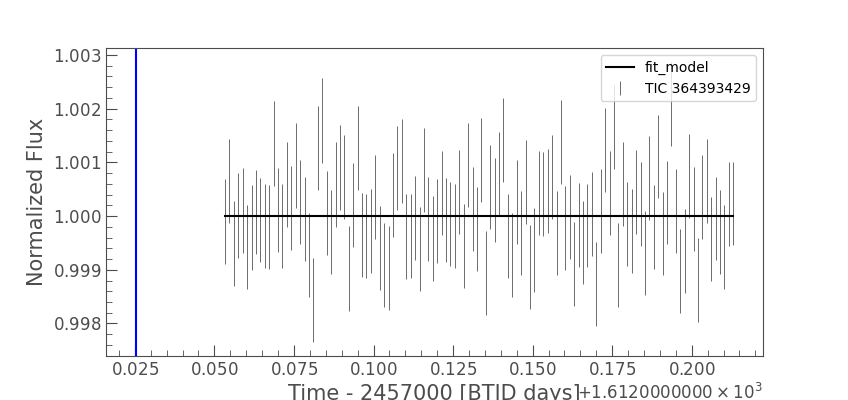 1.003
1.002
1.001
1.000
0.999
0.998
Normalized Flux
fit_model
TIC 364393429
0.025 0.050 0.075 0.100 0.125 0.150 0.175 0.200
Time - 2457000 [BTJD days]
+1.6120000000 × 10³